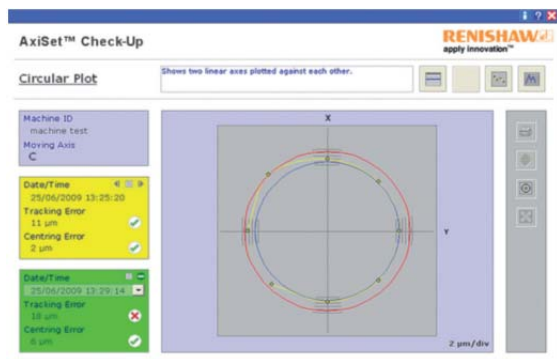 AxiSet™ Check-Up
RENISHAW
apply innovation™
Circular Plot
Shows two linear axes plotted against each other.
Machine ID
machine test
Moving Axis
C
Date/Time
25/06/2009 13:25:20
Tracking Error
11 µm
Centring Error
2 µm
Date/Time
25/06/2009 13:29:14
Tracking Error
18 µm
Centring Error
6 µm
X
Y
2 µm/div